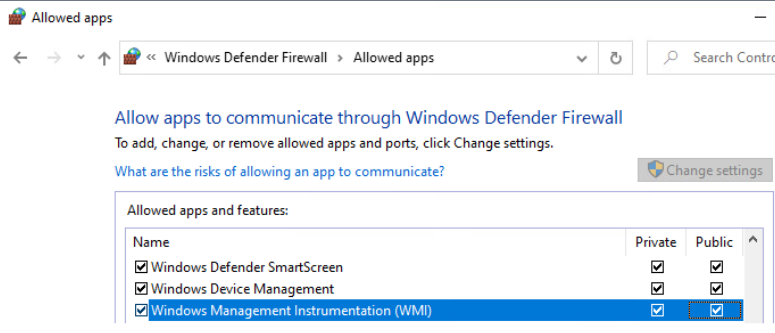 Allowed apps
« Windows Defender Firewall > Allowed apps
Search Contro
Allow apps to communicate through Windows Defender Firewall
To add, change, or remove allowed apps and ports, click Change settings.
What are the risks of allowing an app to communicate?
Change settings
Allowed apps and features:
Name Private Public
Windows Defender SmartScreen
Windows Device Management
Windows Management Instrumentation (WMI)